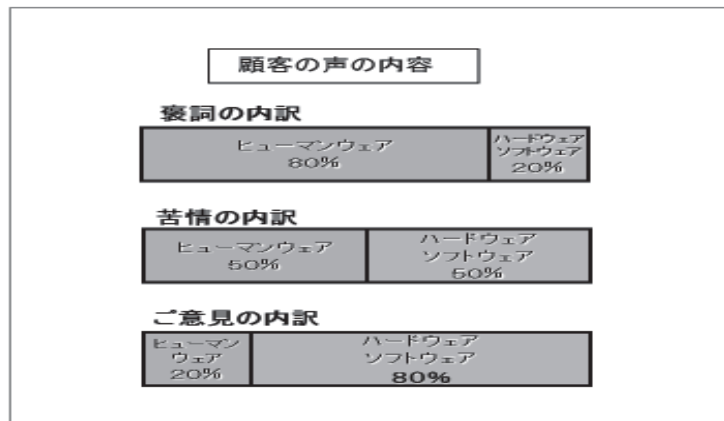 顧客の声の内容
褒詞の内訳
ヒューマンウェア
80%
ハードウェア
ソフトウェア
20%
苦情の内訳
ヒューマンウェア
50%
ハードウェア
ソフトウェア
50%
ご意見の内訳
ヒューマン
ウェア
20%
ハードウェア
ソフトウェア
80%